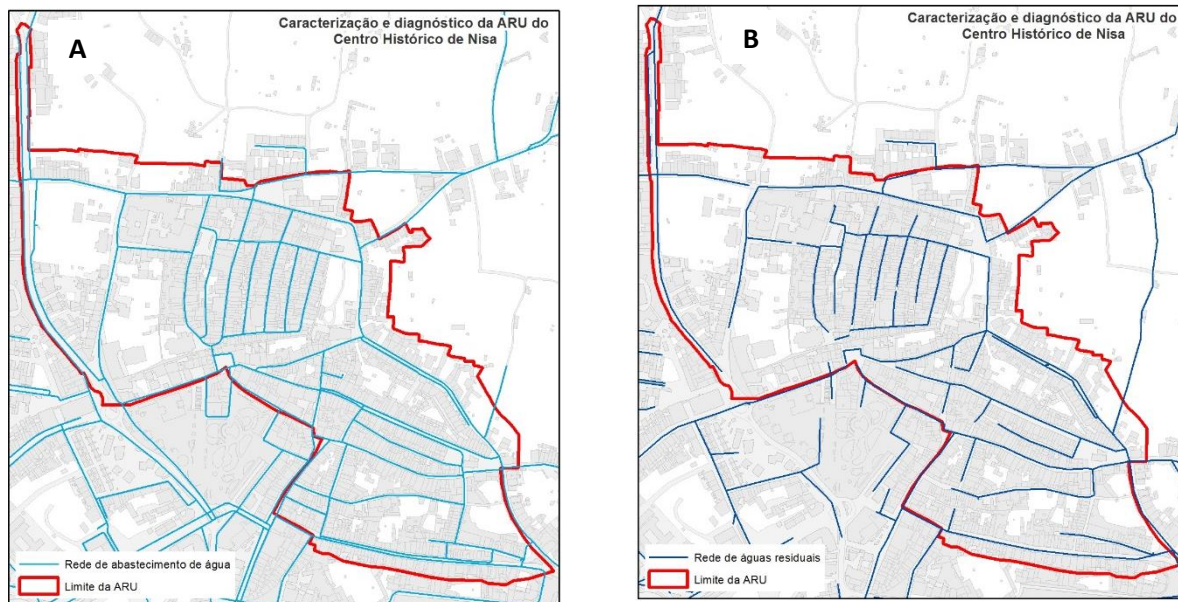 Caracterização e diagnóstico da ARU do
Centro Histórico de Nisa
A
Rede de abastecimento de água
Limite da ARU
Caracterização e diagnóstico da ARU do
Centro Histórico de Nisa
B
Rede de águas residuais
Limite da ARU